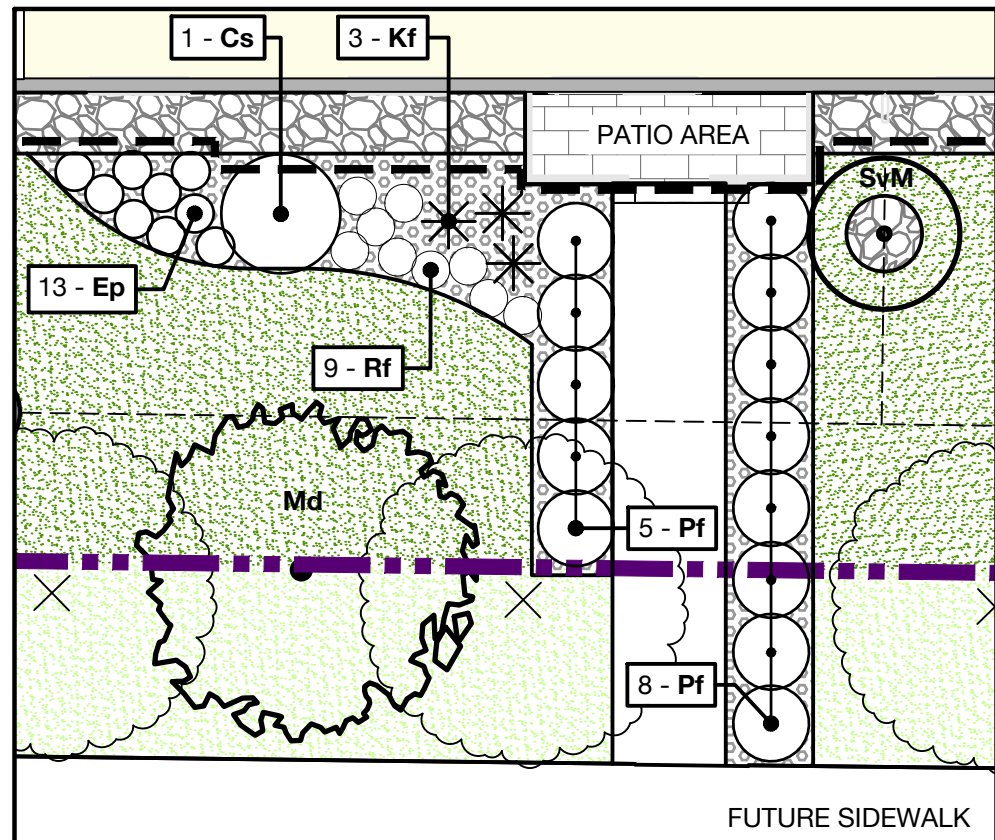 1 - Cs
3 - Kf
PATIO AREA
SvM
13 - Ep
9 - Rf
Md
5 - Pf
8 - Pf
FUTURE SIDEWALK